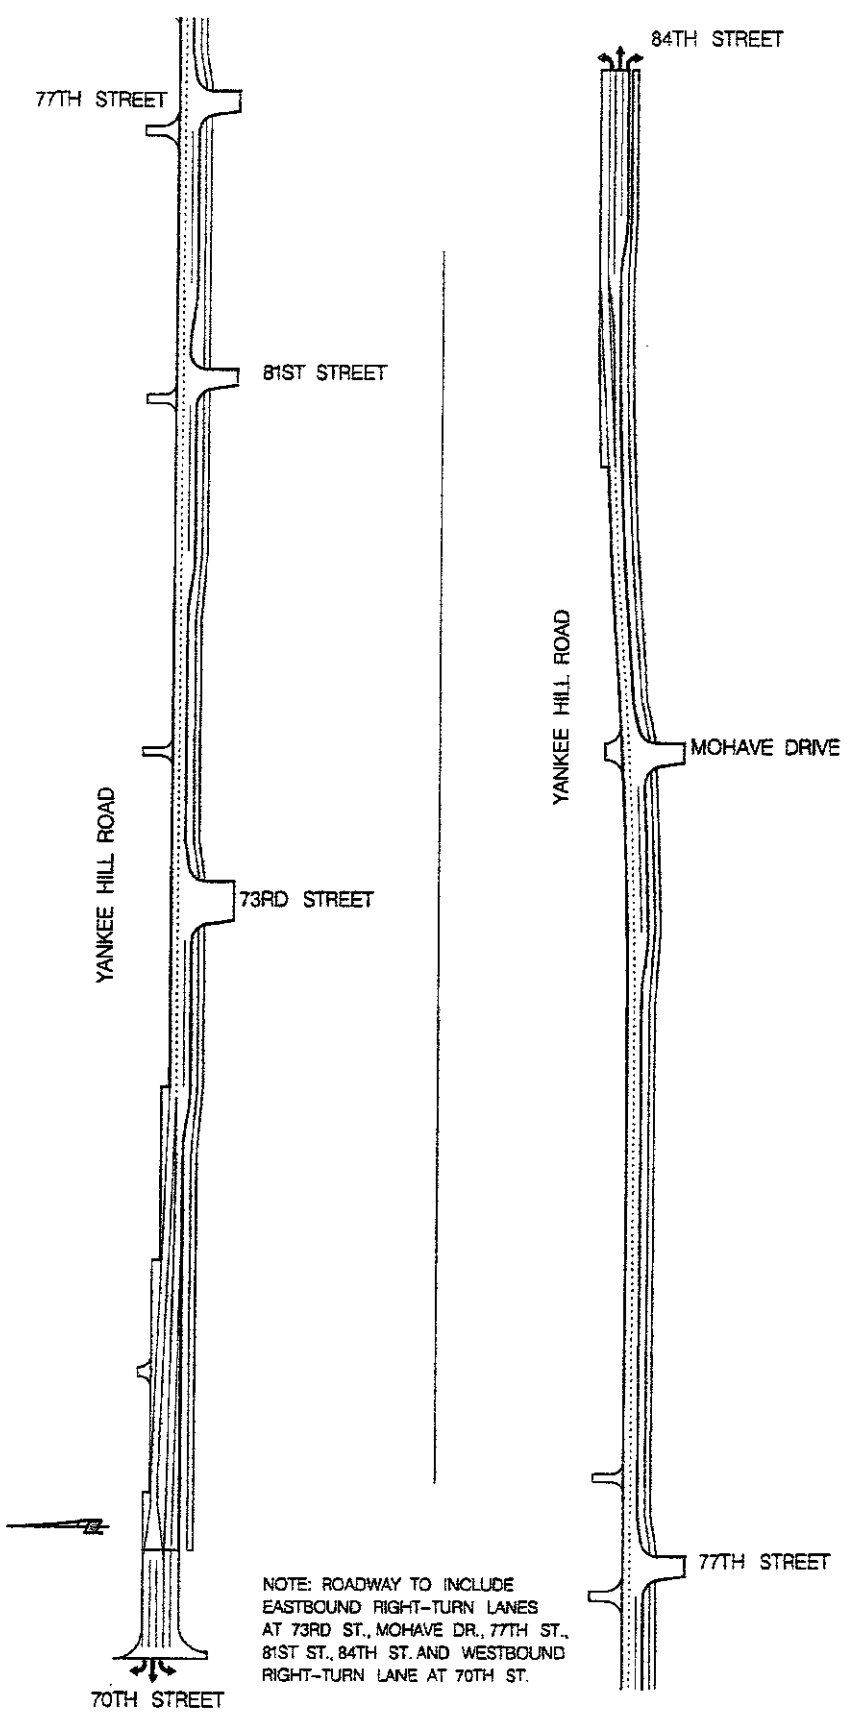 84TH STREET
77TH STREET
81ST STREET
YANKEE HILL ROAD
MOHAVE DRIVE
YANKEE HILL ROAD
73RD STREET
77TH STREET
NOTE: ROADWAY TO INCLUDE
EASTBOUND RIGHT-TURN LANES
AT 73RD ST., MOHAVE DR., 77TH ST.,
81ST ST., 84TH ST. AND WESTBOUND
RIGHT-TURN LANE AT 70TH ST.
70TH STREET